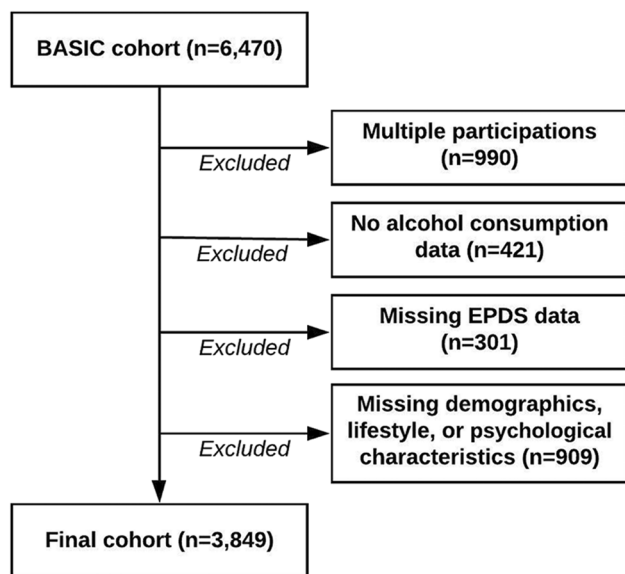 BASIC cohort (n=6,470)
Multiple participations
(n=990)
Excluded
No alcohol consumption
data (n=421)
Excluded
Missing EPDS data
(n=301)
Excluded
Missing demographics,
lifestyle, or psychological
characteristics (n=909)
Excluded
Final cohort (n=3,849)